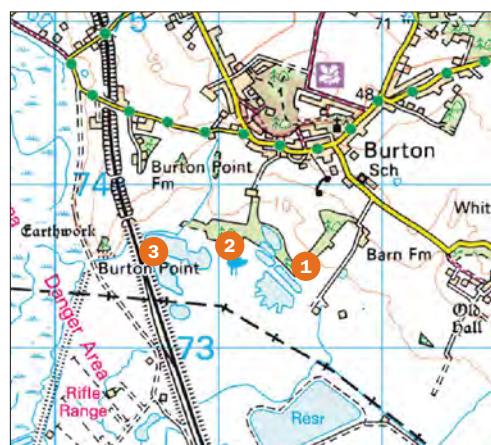 75
71
48
Burton
Sch
Burton Point
Fm
74
Earthwork
3
2
1
Burton Point
Barn Fm
Whit
Old
Hall
Danger Area
73
Rifle
Range
Resr